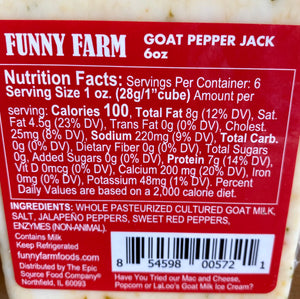 FUNNY FARM GOAT PEPPER JACK
6oz
Nutrition Facts: Servings Per Container: 6
Serving Size 1 oz. (28g/1"cube) Amount per
serving: Calories 100, Total Fat 8g (12% DV), Sat.
Fat 4.5g (23% DV), Trans Fat 0g (0% DV), Cholest.
25mg (8% DV), Sodium 220mg (9% DV), Total Carb.
0g (0% DV), Dietary Fiber 0g (0% DV), Total Sugars
0g, Added Sugars 0g (0% DV), Protein 7g (14% DV),
Vit D 0mcg (0% DV), Calcium 200 mg (20% DV), Iron
0mg (0% DV), Potassium 48mg (1% DV). Percent
Daily Values are based on a 2,000 calorie diet.
INGREDIENTS: WHOLE PASTEURIZED CULTURED GOAT MILK,
SALT, JALAPEÑO PEPPERS, SWEET RED PEPPERS,
ENZYMES (NON-ANIMAL).
Contains Milk
Keep Refrigerated
funnyfarmfoods.com
Distributed by The Epic
Source Food Company®
Northfield, IL 60093
8 54598 00572 1
Have You Tried our Mac and Cheese,
Popcorn or LaLoo's Goat Milk Ice Cream?